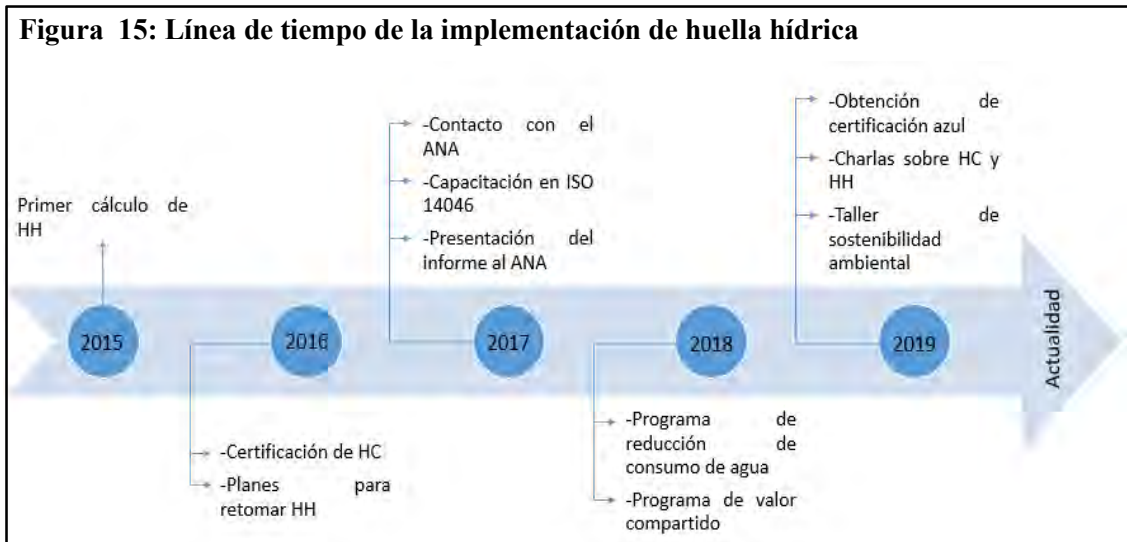 Figura 15: Línea de tiempo de la implementación de huella hídrica
Primer cálculo de
HH
2015
-Certificación de HC
-Planes para
retomar HH
2016
-Contacto con el
ANA
-Capacitación en ISO
14046
-Presentación del
informe al ANA
2017
-Programa de
reducción de
consumo de agua
-Programa de valor
compartido
2018
-Obtención de
certificación azul
-Charlas sobre HC y
HH
-Taller de
sostenibilidad
ambiental
2019
Actualidad